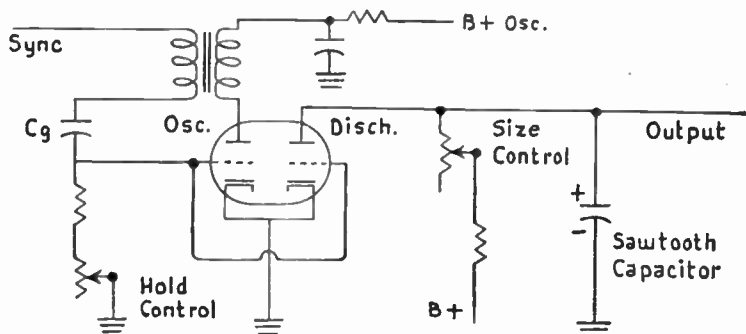 B+ Osc.
Sync
Cg
Osc.
Disch.
Size
Control
Output
+
-
Sawtooth
Capacitor
Hold
Control
B+